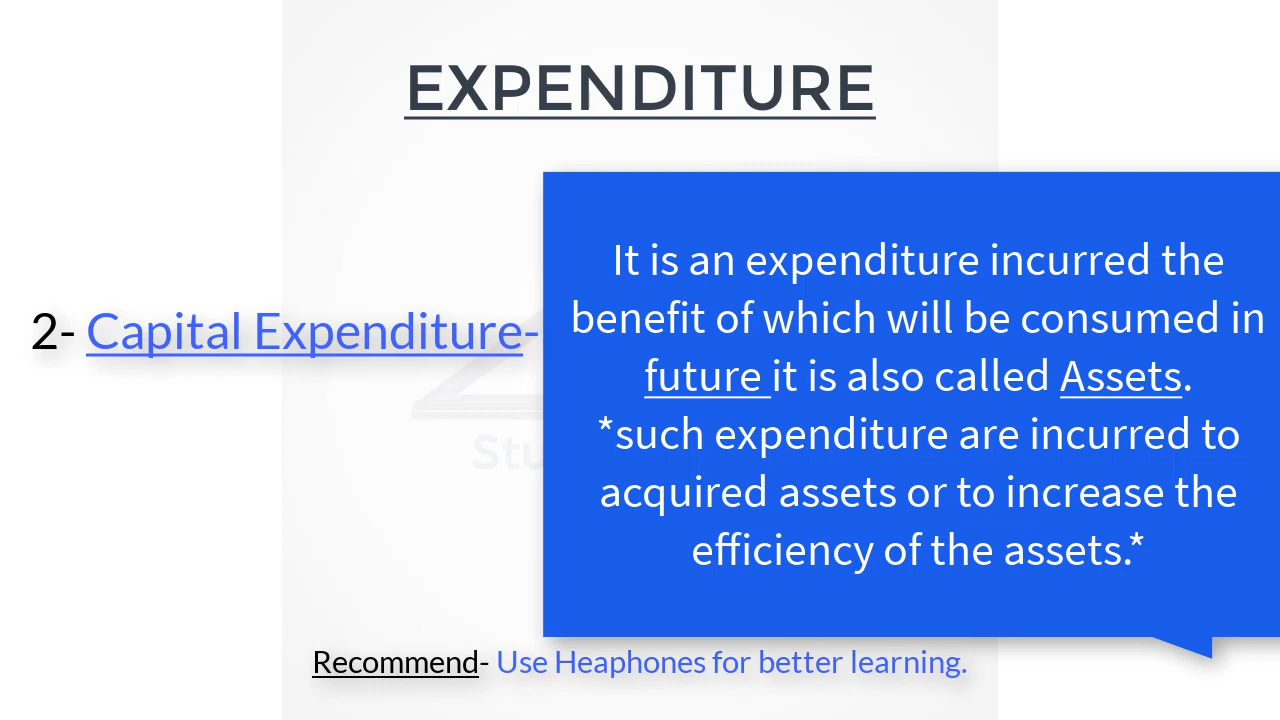 EXPENDITURE
2- Capital Expenditure-
It is an expenditure incurred the
benefit of which will be consumed in
future it is also called Assets.
*such expenditure are incurred to
acquired assets or to increase the
efficiency of the assets.*
Stu
Recommend- Use Heaphones for better learning.